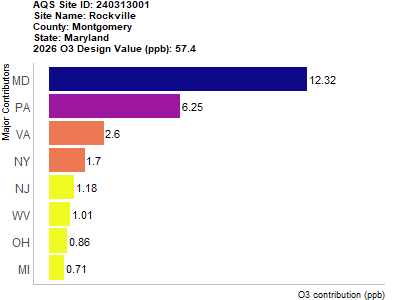 AQS Site ID: 240313001
Site Name: Rockville
County: Montgomery
State: Maryland
2026 O3 Design Value (ppb): 57.4
Major Contributors
MD 12.32
PA 6.25
VA 2.6
NY 1.7
NJ 1.18
WV 1.01
OH 0.86
MI 0.71
O3 contribution (ppb)